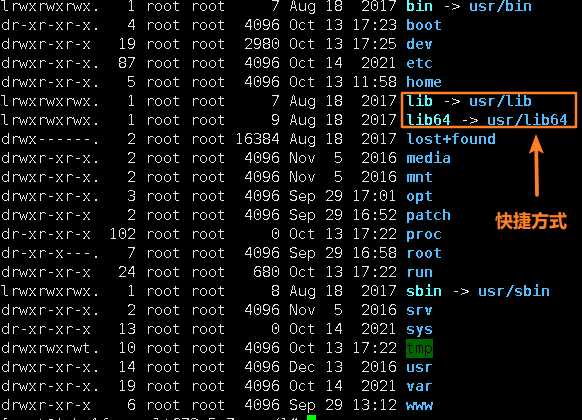 lrwxrwxrwx. 1 root root 7 Aug 18 2017 bin -> usr/bin
dr-xr-xr-x. 4 root root 4096 Oct 13 17:23 boot
drwxr-xr-x 19 root root 2980 Oct 13 17:25 dev
drwxr-xr-x. 87 root root 4096 Oct 14 2021 etc
drwxr-xr-x. 5 root root 4096 Oct 13 11:58 home
lrwxrwxrwx. 1 root root 7 Aug 18 2017 lib -> usr/lib
lrwxrwxrwx. 1 root root 9 Aug 18 2017 lib64 -> usr/lib64
drwx------. 2 root root 16384 Aug 18 2017 lost+found
drwxr-xr-x. 2 root root 4096 Nov 5 2016 media
drwxr-xr-x. 2 root root 4096 Nov 5 2016 mnt
drwxr-xr-x. 3 root root 4096 Sep 29 17:01 opt
drwxr-xr-x 2 root root 4096 Sep 29 16:52 patch
快捷方式
dr-xr-xr-x 102 root root 0 Oct 13 17:22 proc
dr-xr-x---. 7 root root 4096 Sep 29 16:58 root
drwxr-xr-x 24 root root 680 Oct 13 17:22 run
lrwxrwxrwx. 1 root root 8 Aug 18 2017 sbin -> usr/sbin
drwxr-xr-x. 2 root root 4096 Nov 5 2016 srv
dr-xr-xr-x 13 root root 0 Oct 14 2021 sys
drwxrwxrwt. 10 root root 4096 Oct 13 17:22 tmp
drwxr-xr-x. 14 root root 4096 Dec 13 2016 usr
drwxr-xr-x. 19 root root 4096 Oct 14 2021 var
drwxr-xr-x 6 root root 4096 Sep 29 13:12 www